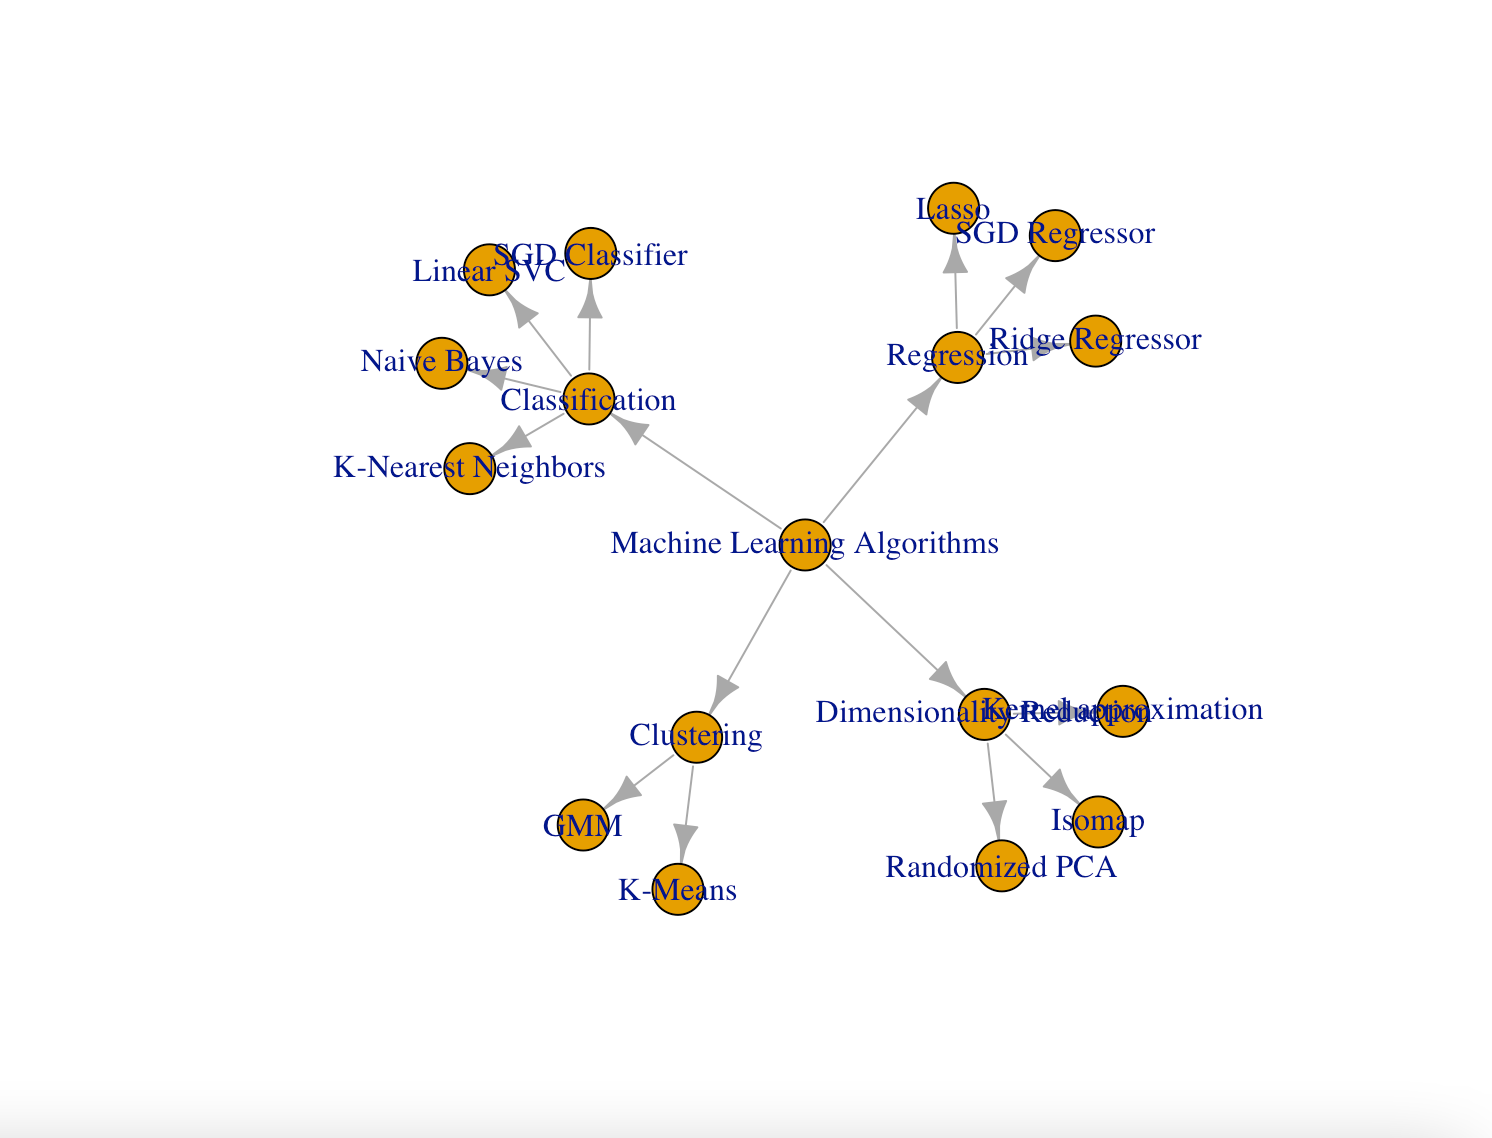 Lasso
SGD Regressor
SGD Classifier
Linear SVC
Ridge Regressor
Regression
Naive Bayes
Classification
K-Nearest Neighbors
Machine Learning Algorithms
Dimensionality Reduction
Kernel approximation
Clustering
Isomap
GMM
Randomized PCA
K-Means